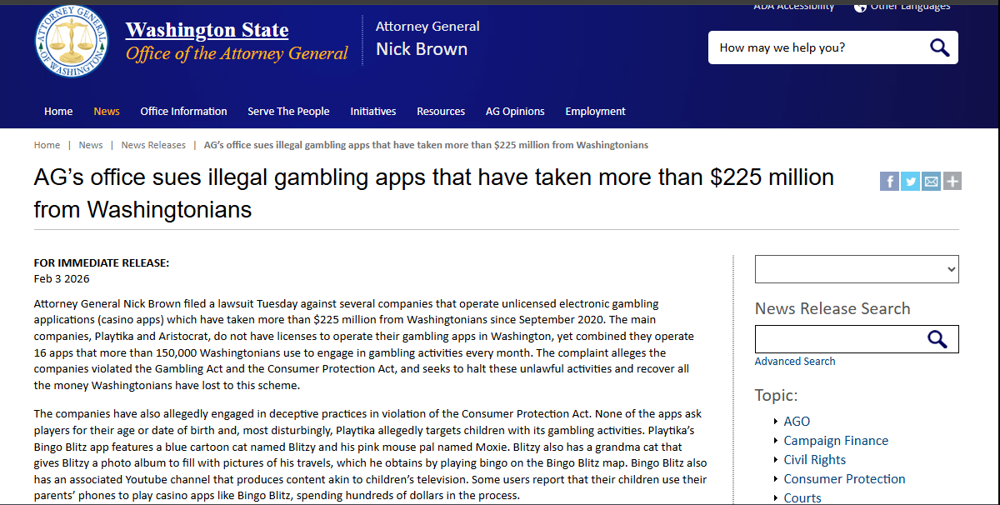 ADA Accessibility
Other Languages
ATTORNEY GENERAL
OF WASHINGTON
Washington State
Office of the Attorney General
Attorney General
Nick Brown
How may we help you?
Home News Office Information Serve The People Initiatives Resources AG Opinions Employment
Home | News | News Releases | AG’s office sues illegal gambling apps that have taken more than $225 million from Washingtonians
AG’s office sues illegal gambling apps that have taken more than $225 million
from Washingtonians
FOR IMMEDIATE RELEASE:
Feb 3 2026
Attorney General Nick Brown filed a lawsuit Tuesday against several companies that operate unlicensed electronic gambling
applications (casino apps) which have taken more than $225 million from Washingtonians since September 2020. The main
companies, Playtika and Aristocrat, do not have licenses to operate their gambling apps in Washington, yet combined they operate
16 apps that more than 150,000 Washingtonians use to engage in gambling activities every month. The complaint alleges the
companies violated the Gambling Act and the Consumer Protection Act, and seeks to halt these unlawful activities and recover all
the money Washingtonians have lost to this scheme.
The companies have also allegedly engaged in deceptive practices in violation of the Consumer Protection Act. None of the apps ask
players for their age or date of birth and, most disturbingly, Playtika allegedly targets children with its gambling activities. Playtika’s
Bingo Blitz app features a blue cartoon cat named Blitzy and his pink mouse pal named Moxie. Blitzy also has a grandma cat that
gives Blitzy a photo album to fill with pictures of his travels, which he obtains by playing bingo on the Bingo Blitz map. Bingo Blitz also
has an associated Youtube channel that produces content akin to children’s television. Some users report that their children use their
parents’ phones to play casino apps like Bingo Blitz, spending hundreds of dollars in the process.
News Release Search
Advanced Search
Topic:
AGO
Campaign Finance
Civil Rights
Consumer Protection
Courts